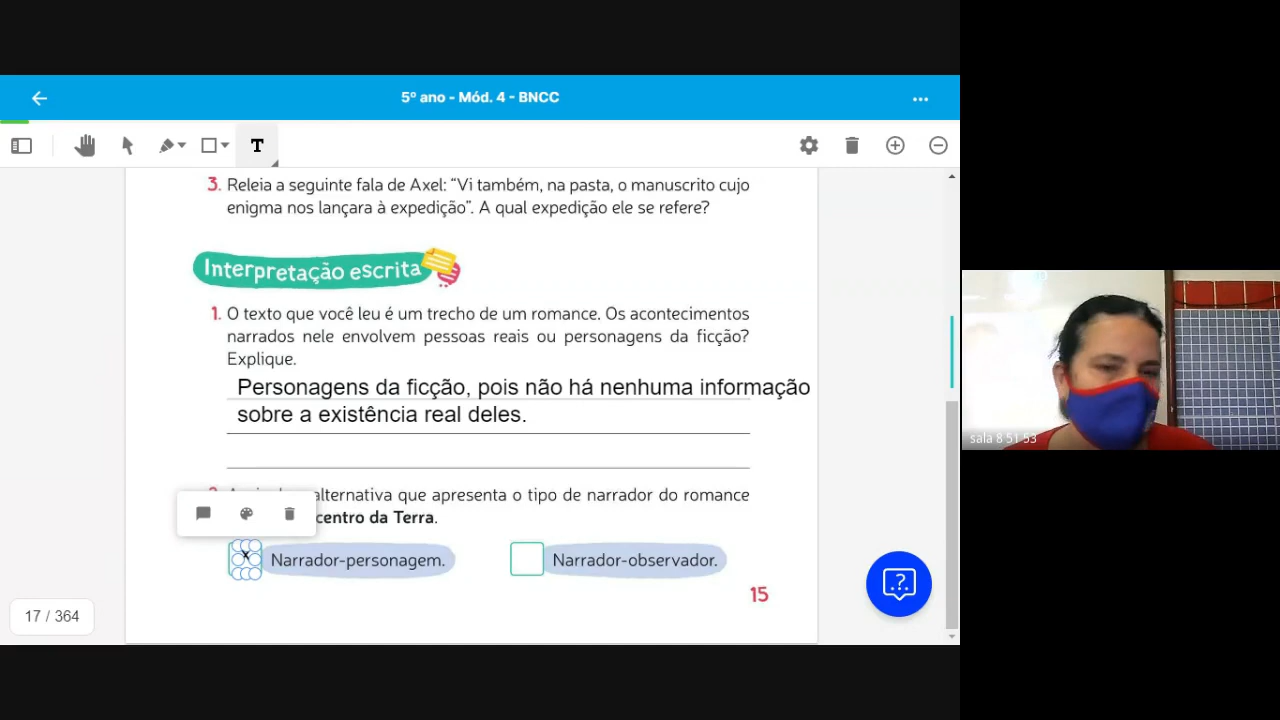 5º ano - Mód. 4 - BNCC
T
3. Releia a seguinte fala de Axel: “Vi também, na pasta, o manuscrito cujo
enigma nos lançara à expedição”. A qual expedição ele se refere?
Interpretação escrita
1. O texto que você leu é um trecho de um romance. Os acontecimentos
narrados nele envolvem pessoas reais ou personagens da ficção?
Explique.
Personagens da ficção, pois não há nenhuma informação
sobre a existência real deles.
alternativa que apresenta o tipo de narrador do romance
centro da Terra.
x Narrador-personagem. Narrador-observador.
15
17 / 364
sala 8 51 53